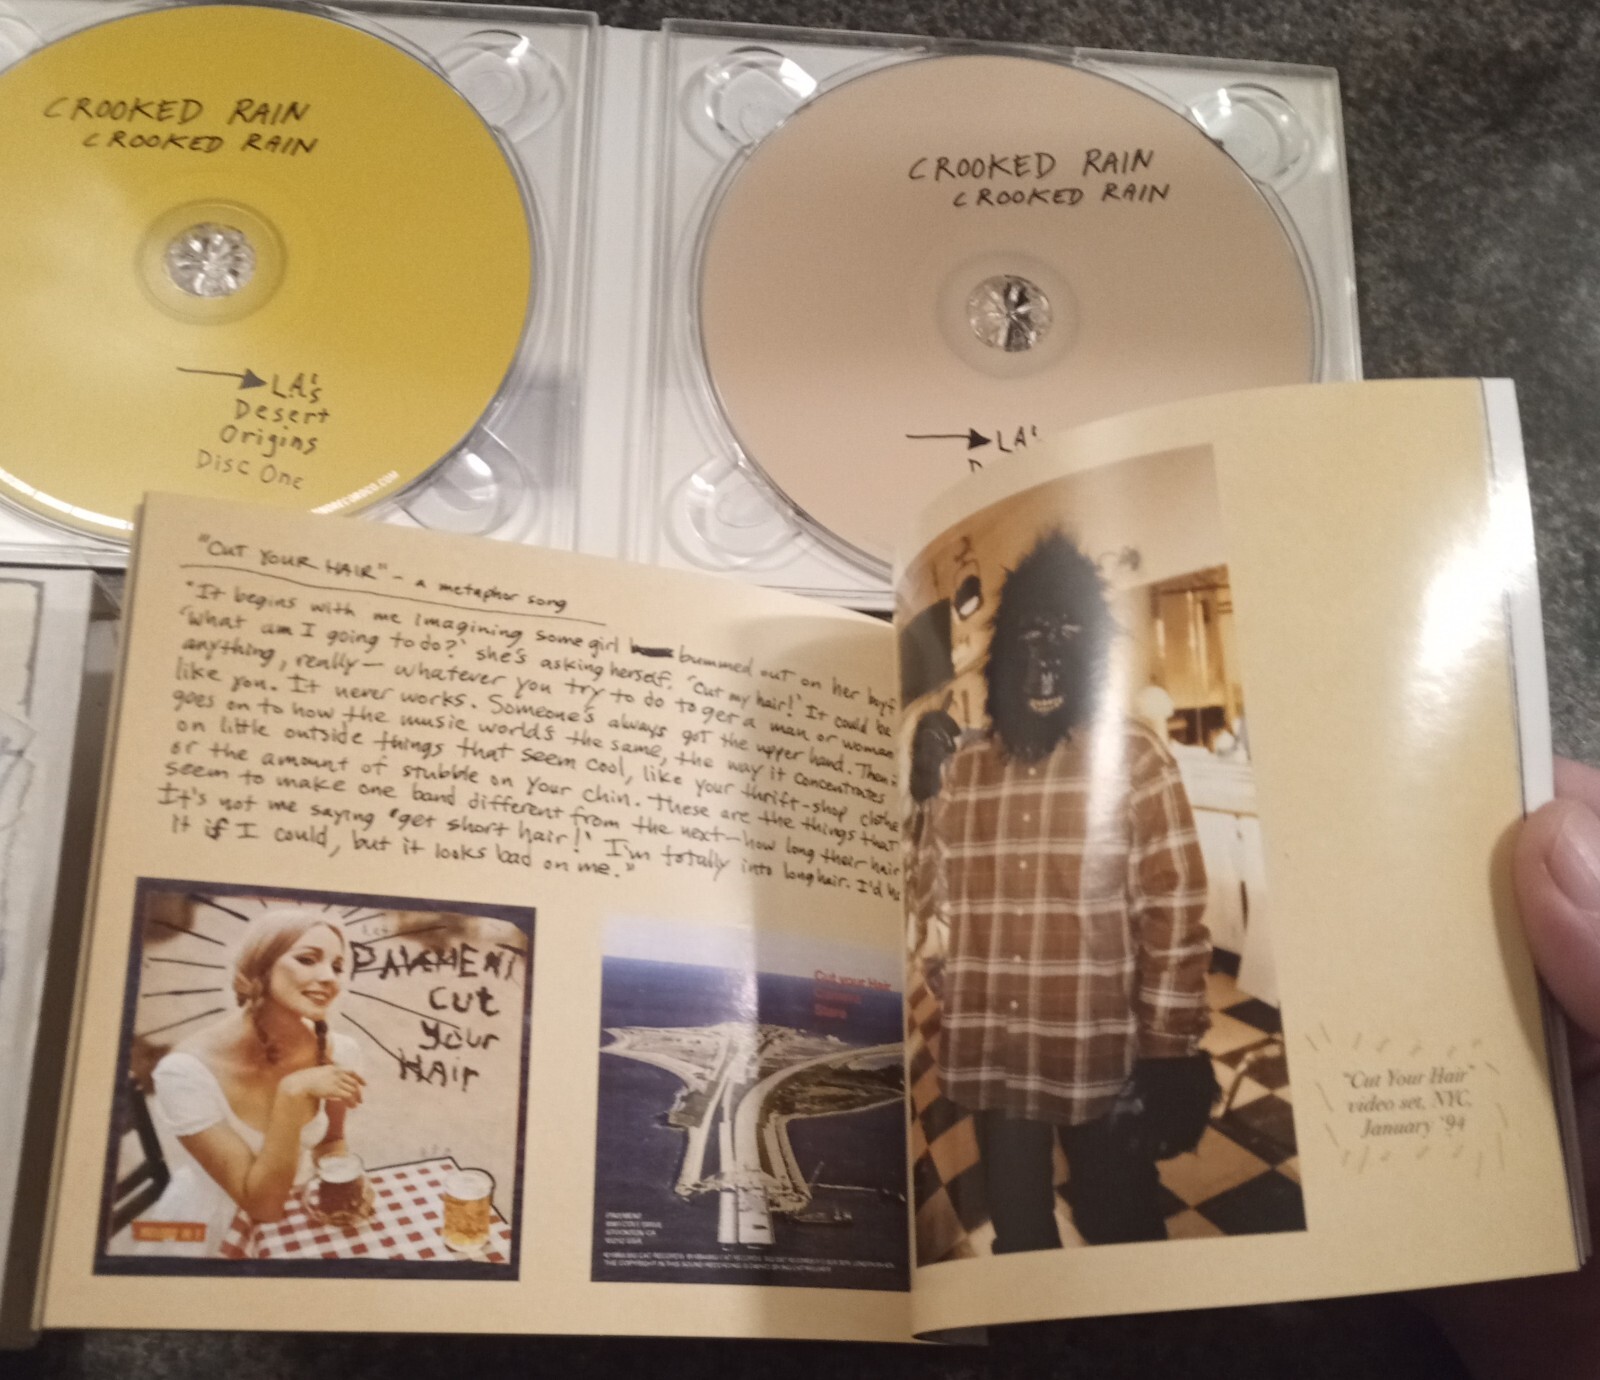 CROOKED RAIN
CROOKED RAIN
LA's
Desert
Origins
Disc One
CROOKED RAIN
CROOKED RAIN
LA's
"CUT YOUR HAIR" - a metaphor song
"It begins with me imagining some girl bummed out on her boyf
'What am I going to do?' she's asking herself. 'Cut my hair!' It could be
anything, really— whatever you try to do to get a man or woman
like you. It never works. Someone's always got the upper hand. Then i
goes on to how the music world's the same, the way it concentrates
on little outside things that seem cool, like your thrift-shop clothe
or the amount of stubble on your chin. These are the things that
seem to make one band different from the next—how long their hair
It's not me saying 'get short hair!' I'm totally into long hair. I'd ha
it if I could, but it looks bad on me."
PAVEMENT
Cut
Your
HAir
Cut your Hair
Stare
PAVEMENT
"Cut Your Hair"
video set, NYC,
January '94